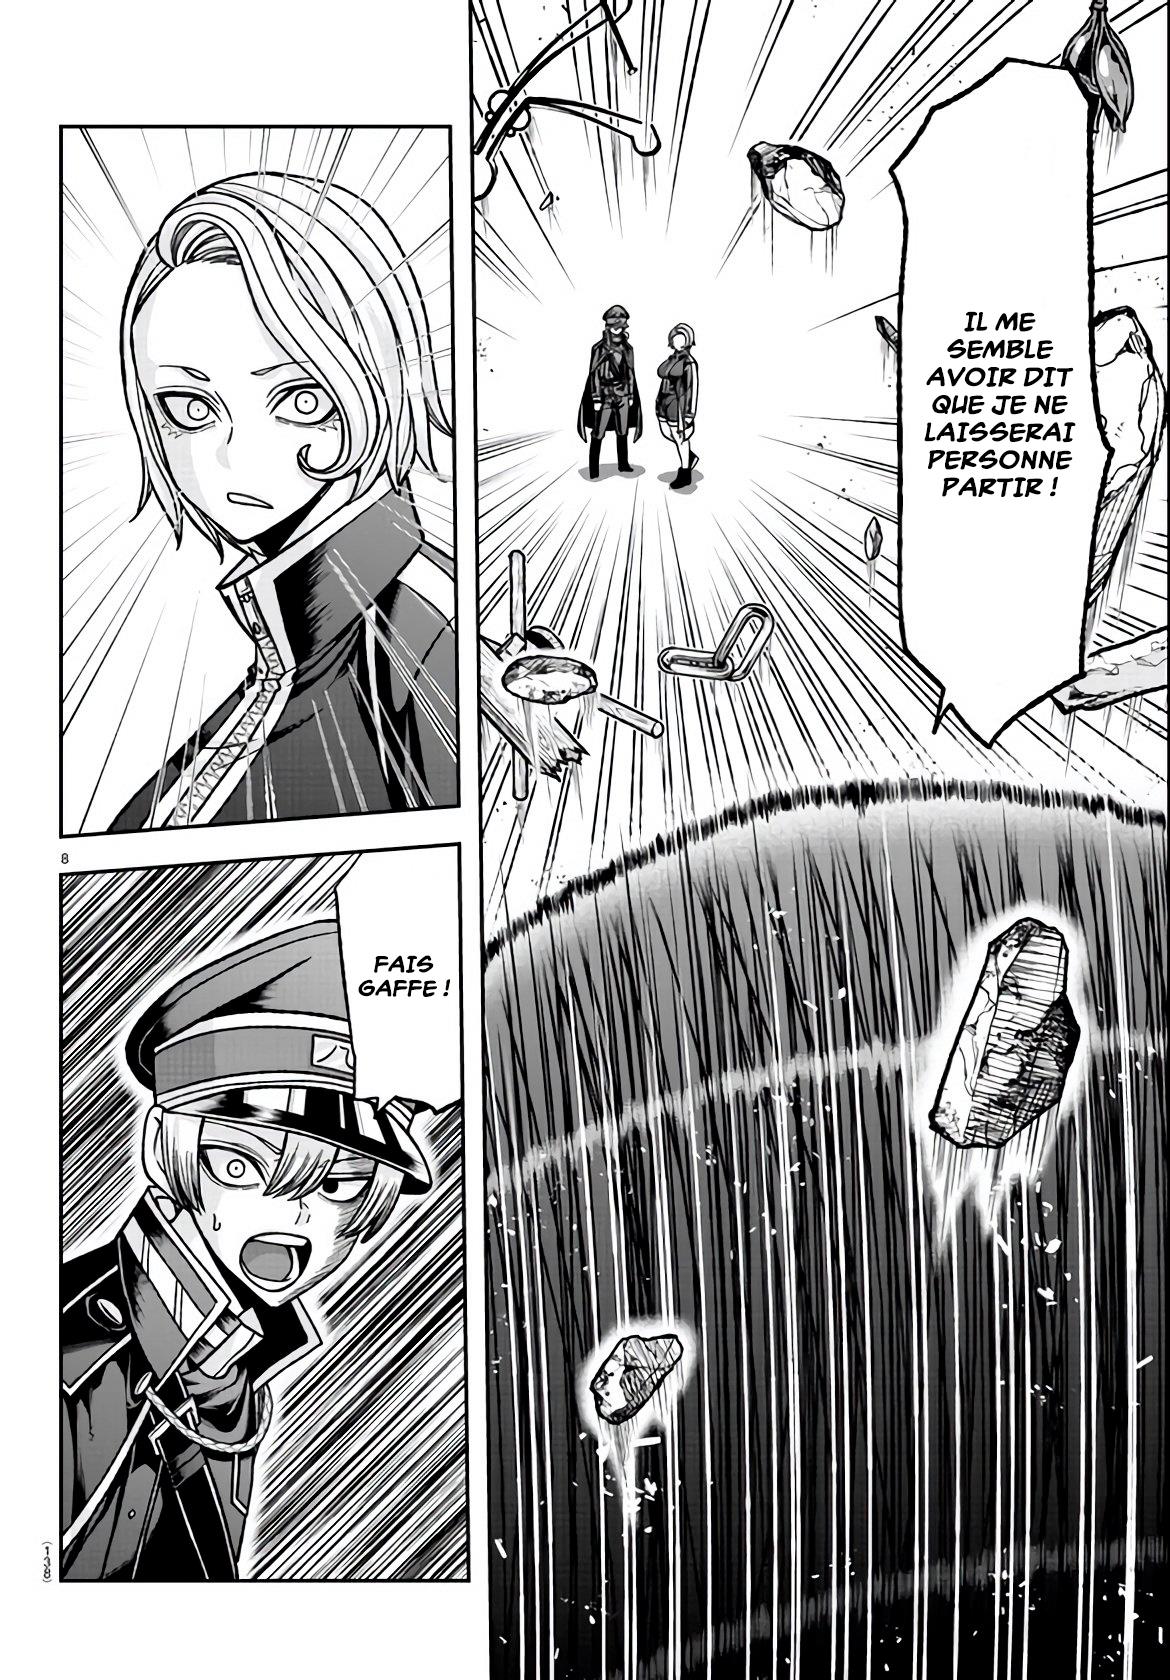 IL ME
SEMBLE
AVOIR DIT
QUE JE NE
LAISSERAI
PERSONNE
PARTIR !
8
FAIS
GAFFE !
(138)